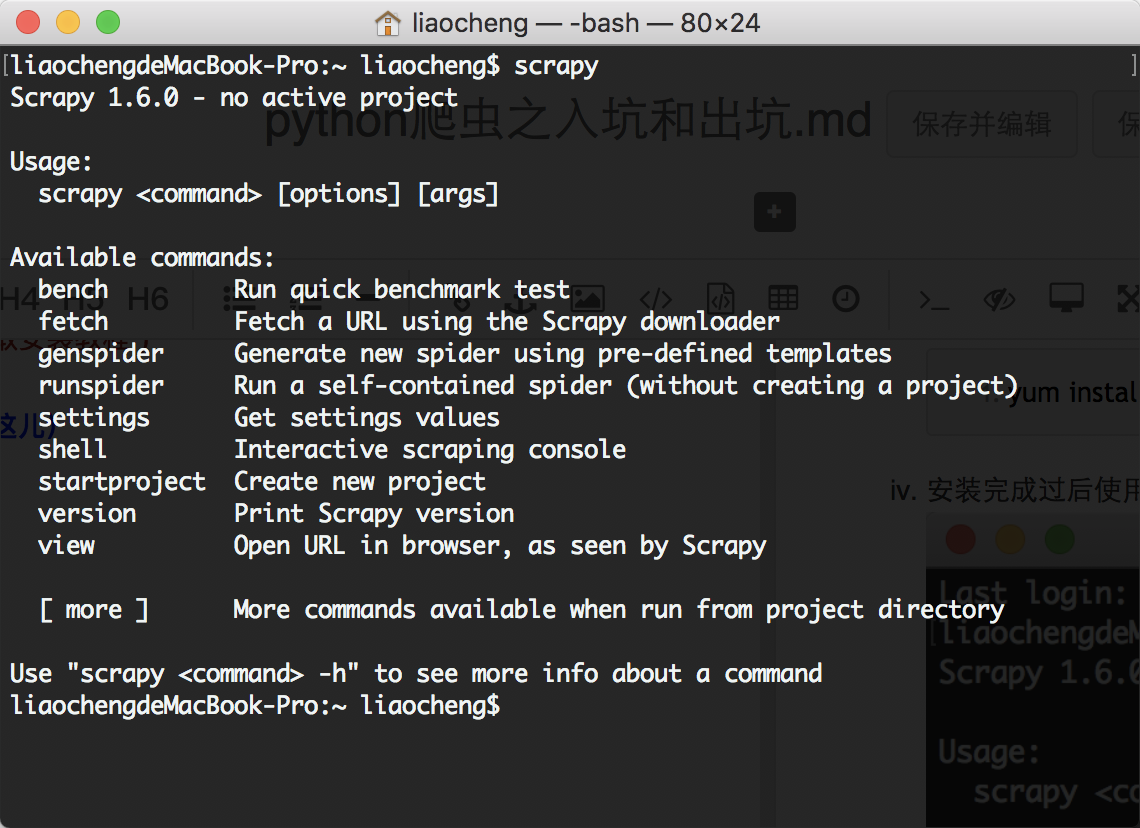 liaocheng — -bash — 80×24
[liaochengdeMacBook-Pro:~ liaocheng$ scrapy ]
Scrapy 1.6.0 - no active project
python爬虫之入坑和出坑.md
保存并编辑
保
Usage:
  scrapy <command> [options] [args]
Available commands:
H4 H5 H6
  bench         Run quick benchmark test
  fetch         Fetch a URL using the Scrapy downloader
  genspider     Generate new spider using pre-defined templates
  runspider     Run a self-contained spider (without creating a project)
  settings      Get settings values
  shell         Interactive scraping console
  startproject  Create new project
  version       Print Scrapy version
  view          Open URL in browser, as seen by Scrapy
  [ more ]      More commands available when run from project directory
Use "scrapy <command> -h" to see more info about a command
liaochengdeMacBook-Pro:~ liaocheng$
yum instal
这儿
iv. 安装完成过后使用
Last login:
[liaochengdeM
Scrapy 1.6.0
Usage:
  scrapy <co